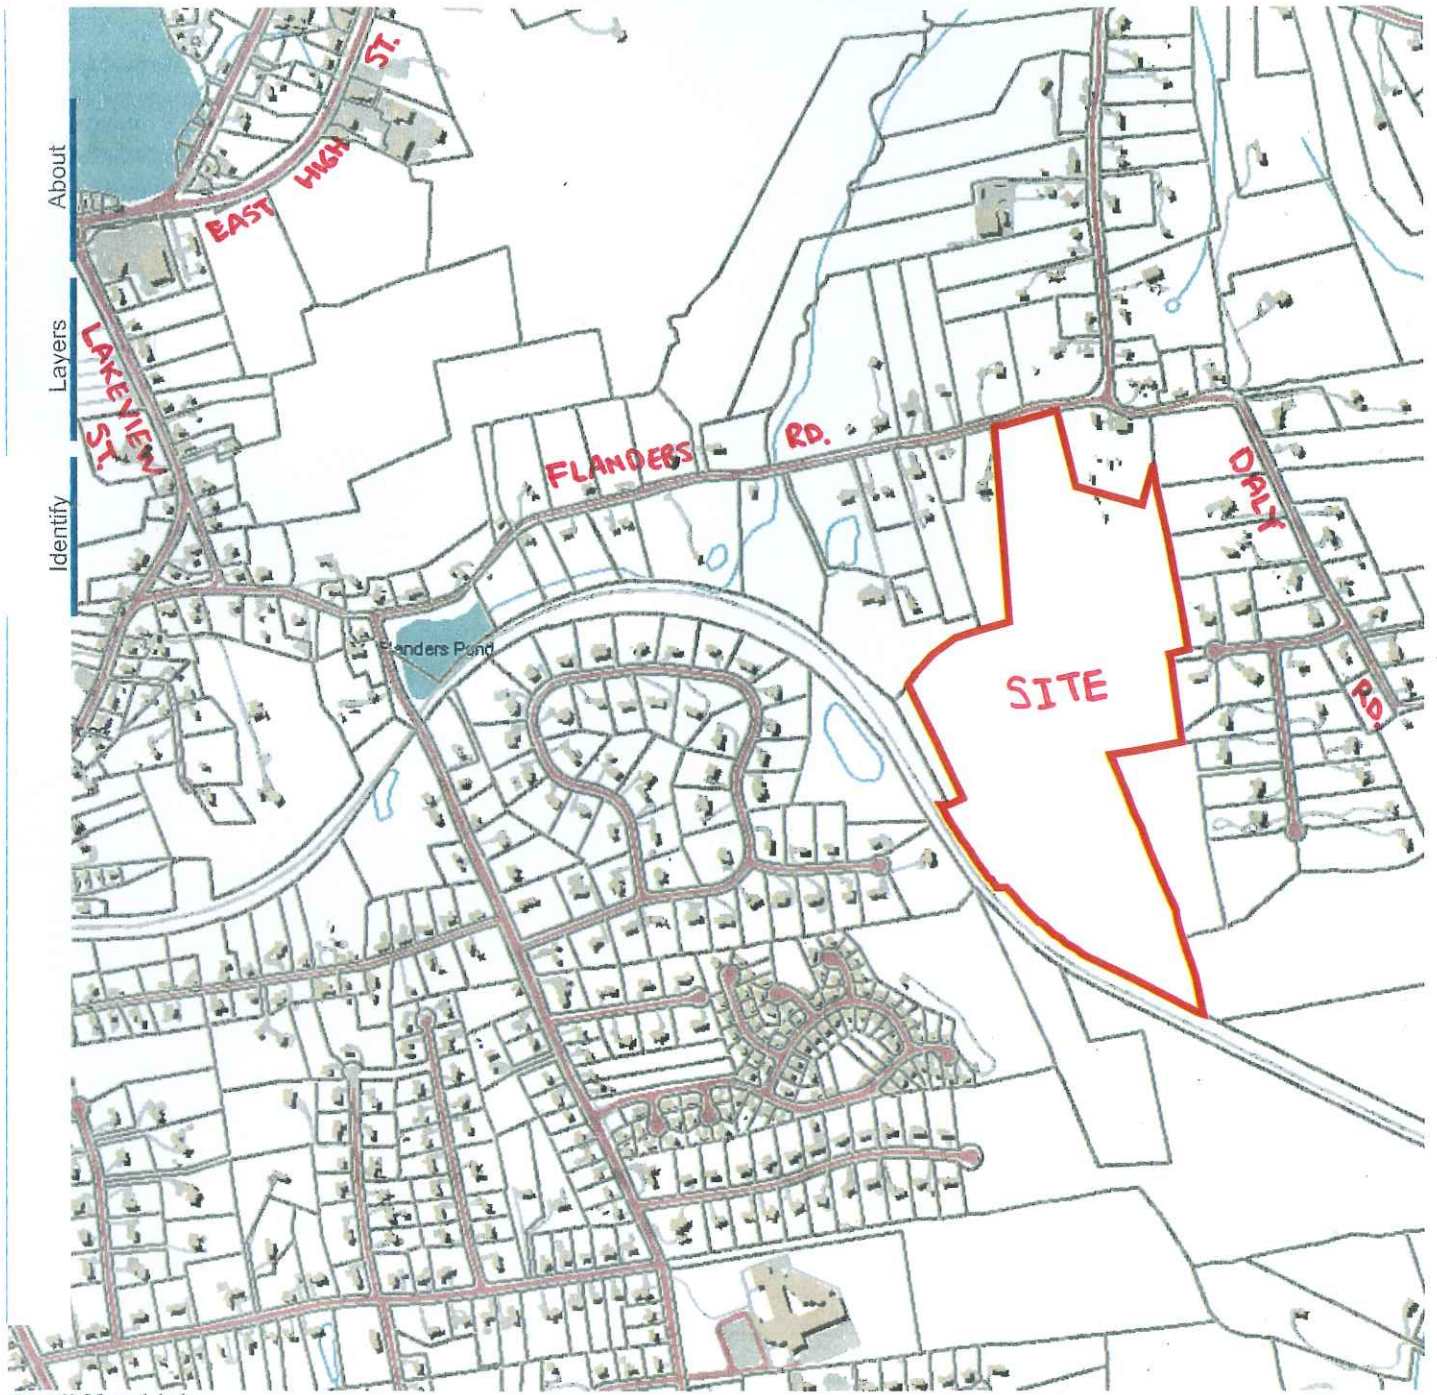 About
Layers
Identify
EAST HIGH ST.
LAKEVIEW
ST.
FLANDERS RD.
DALY RD.
Flanders Pond
SITE